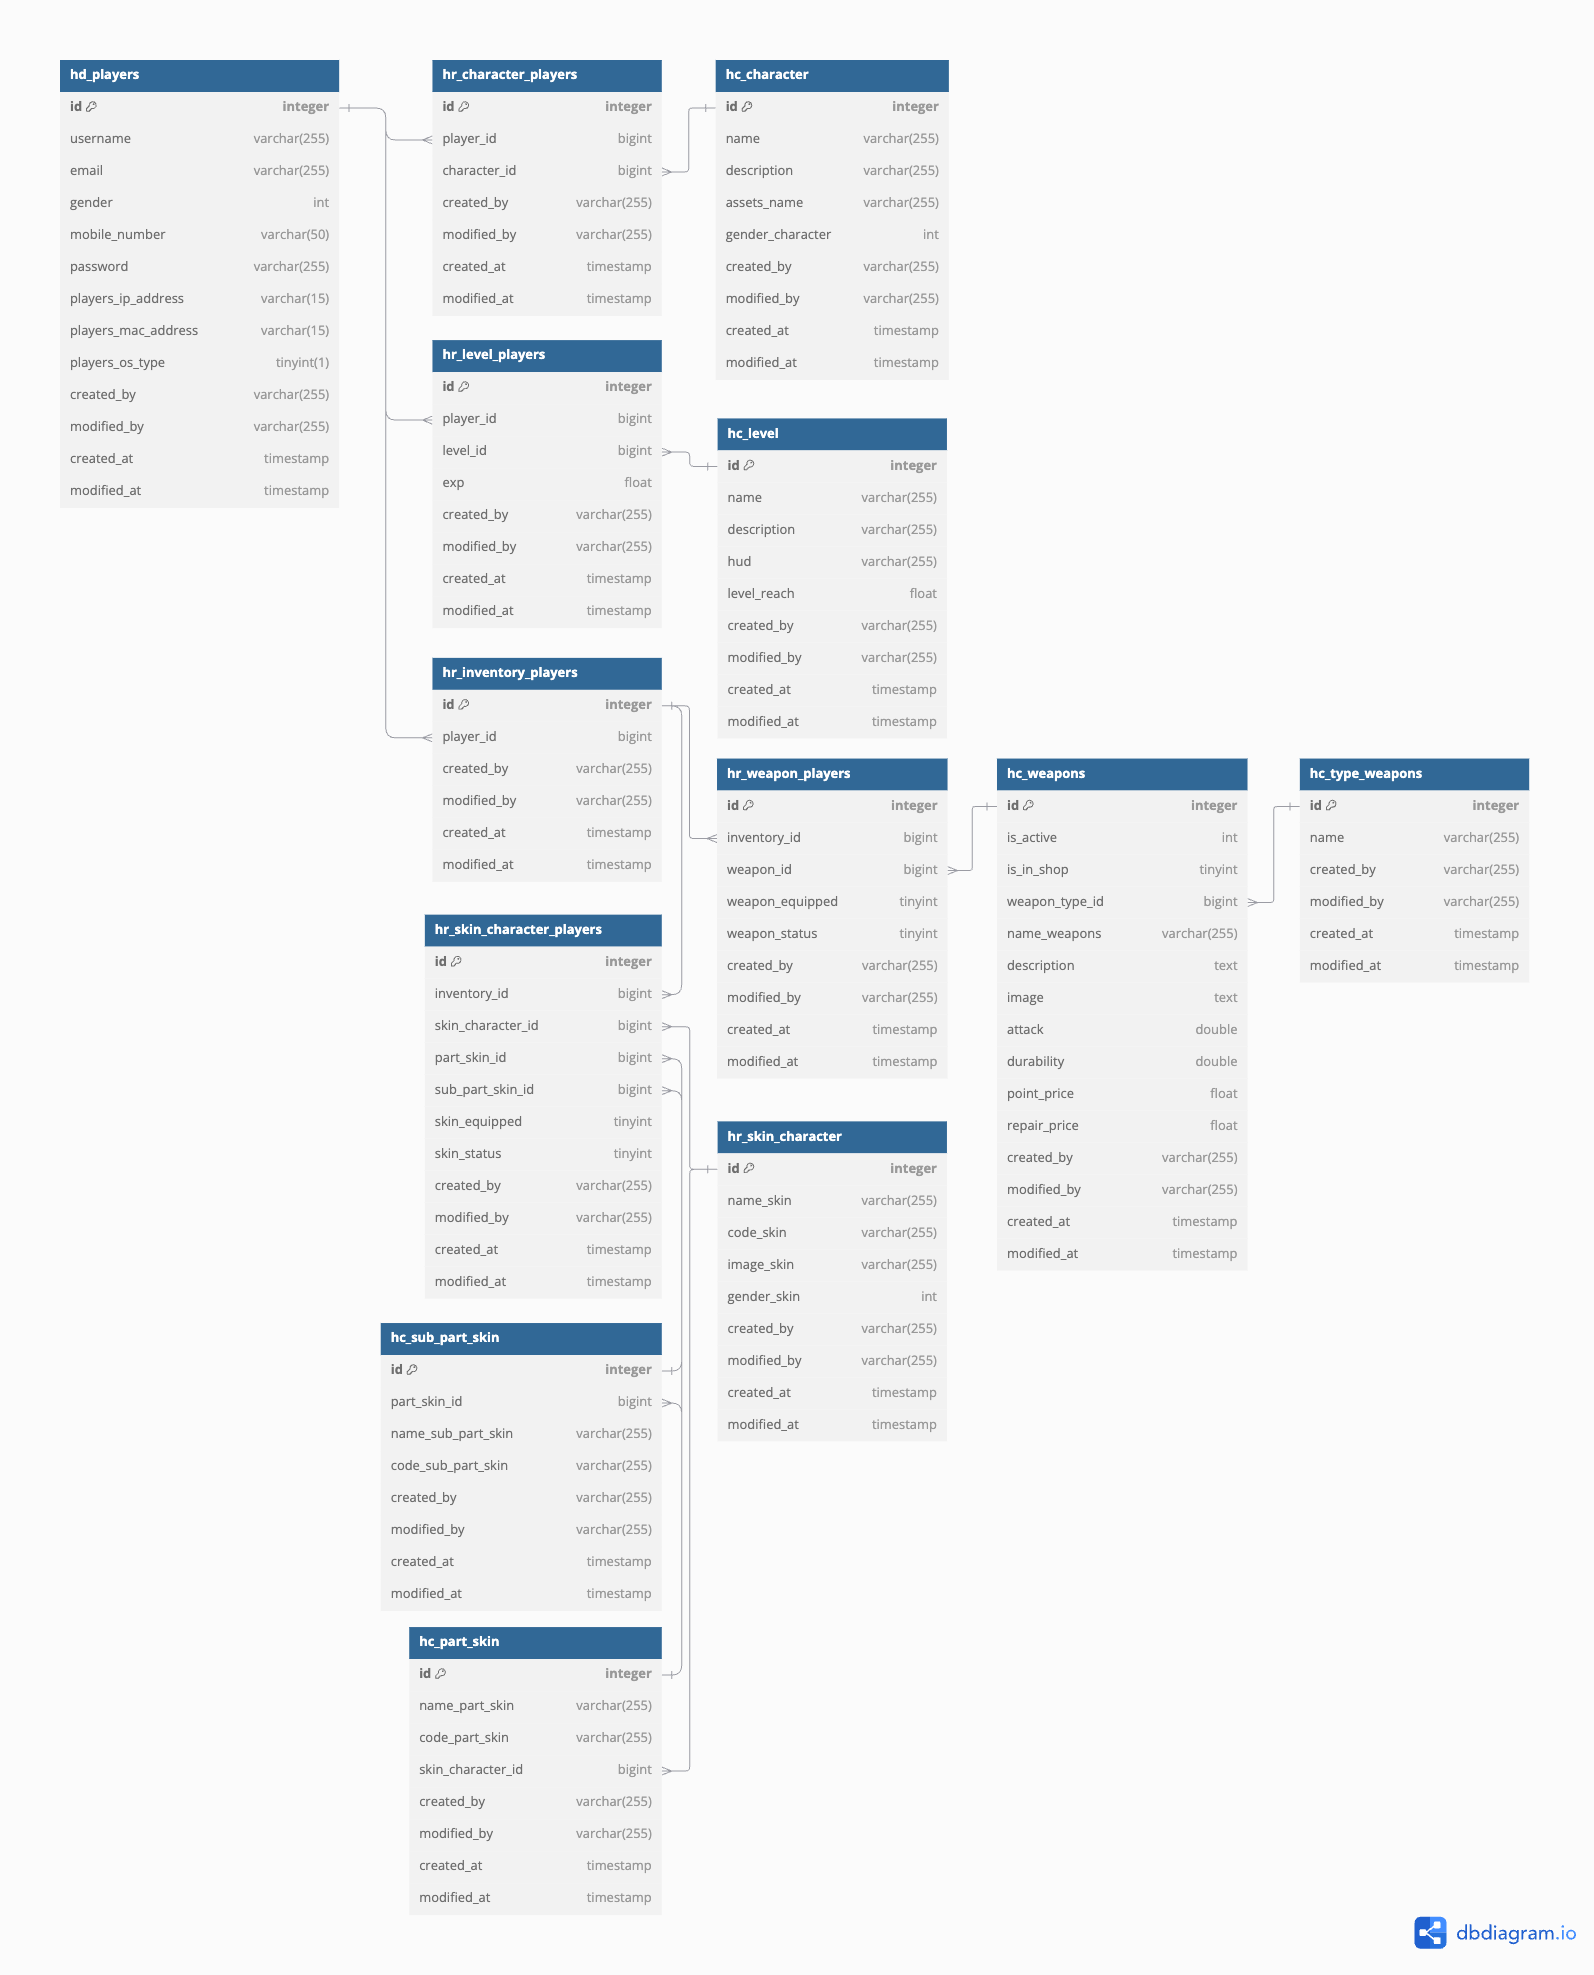 hd_players
id integer
username varchar(255)
email varchar(255)
gender int
mobile_number varchar(50)
password varchar(255)
players_ip_address varchar(15)
players_mac_address varchar(15)
players_os_type tinyint(1)
created_by varchar(255)
modified_by varchar(255)
created_at timestamp
modified_at timestamp
hr_character_players
id integer
player_id bigint
character_id bigint
created_by varchar(255)
modified_by varchar(255)
created_at timestamp
modified_at timestamp
hc_character
id integer
name varchar(255)
description varchar(255)
assets_name varchar(255)
gender_character int
created_by varchar(255)
modified_by varchar(255)
created_at timestamp
modified_at timestamp
hr_level_players
id integer
player_id bigint
level_id bigint
exp float
created_by varchar(255)
modified_by varchar(255)
created_at timestamp
modified_at timestamp
hc_level
id integer
name varchar(255)
description varchar(255)
hud varchar(255)
level_reach float
created_by varchar(255)
modified_by varchar(255)
created_at timestamp
modified_at timestamp
hr_inventory_players
id integer
player_id bigint
created_by varchar(255)
modified_by varchar(255)
created_at timestamp
modified_at timestamp
hr_weapon_players
id integer
inventory_id bigint
weapon_id bigint
weapon_equipped tinyint
weapon_status tinyint
created_by varchar(255)
modified_by varchar(255)
created_at timestamp
modified_at timestamp
hc_weapons
id integer
is_active int
is_in_shop tinyint
weapon_type_id bigint
name_weapons varchar(255)
description text
image text
attack double
durability double
point_price float
repair_price float
created_by varchar(255)
modified_by varchar(255)
created_at timestamp
modified_at timestamp
hc_type_weapons
id integer
name varchar(255)
created_by varchar(255)
modified_by varchar(255)
created_at timestamp
modified_at timestamp
hr_skin_character_players
id integer
inventory_id bigint
skin_character_id bigint
part_skin_id bigint
sub_part_skin_id bigint
skin_equipped tinyint
skin_status tinyint
created_by varchar(255)
modified_by varchar(255)
created_at timestamp
modified_at timestamp
hr_skin_character
id integer
name_skin varchar(255)
code_skin varchar(255)
image_skin varchar(255)
gender_skin int
created_by varchar(255)
modified_by varchar(255)
created_at timestamp
modified_at timestamp
hc_sub_part_skin
id integer
part_skin_id bigint
name_sub_part_skin varchar(255)
code_sub_part_skin varchar(255)
created_by varchar(255)
modified_by varchar(255)
created_at timestamp
modified_at timestamp
hc_part_skin
id integer
name_part_skin varchar(255)
code_part_skin varchar(255)
skin_character_id bigint
created_by varchar(255)
modified_by varchar(255)
created_at timestamp
modified_at timestamp
dbdiagram.io